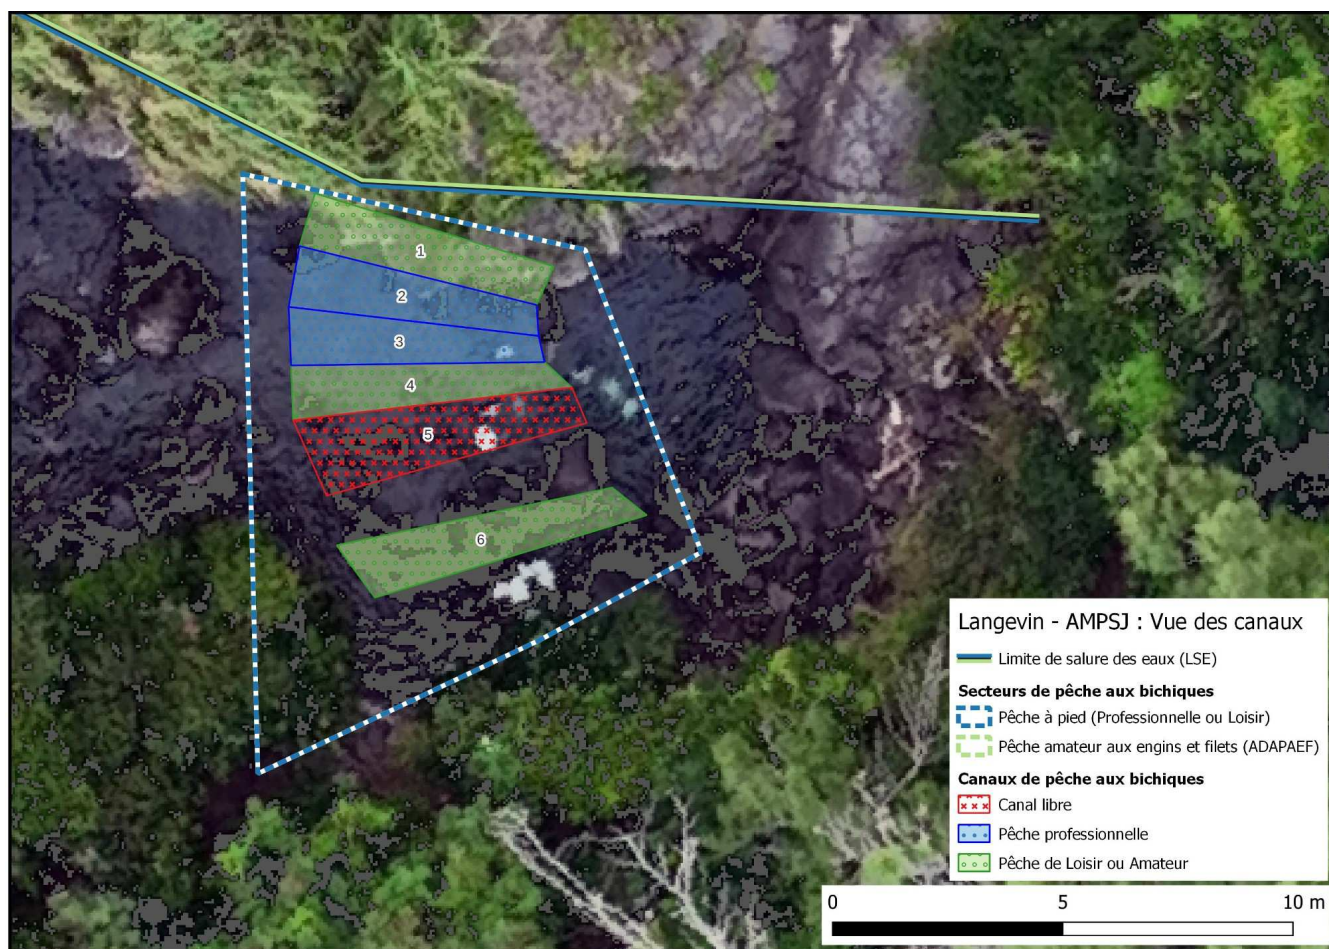 1
2
3
4
5
6
Langevin - AMPSJ : Vue des canaux
Limite de salure des eaux (LSE)
Secteurs de pêche aux bichiques
Pêche à pied (Professionnelle ou Loisir)
Pêche amateur aux engins et filets (ADAPAEF)
Canaux de pêche aux bichiques
Canal libre
Pêche professionnelle
Pêche de Loisir ou Amateur
0 5 10 m